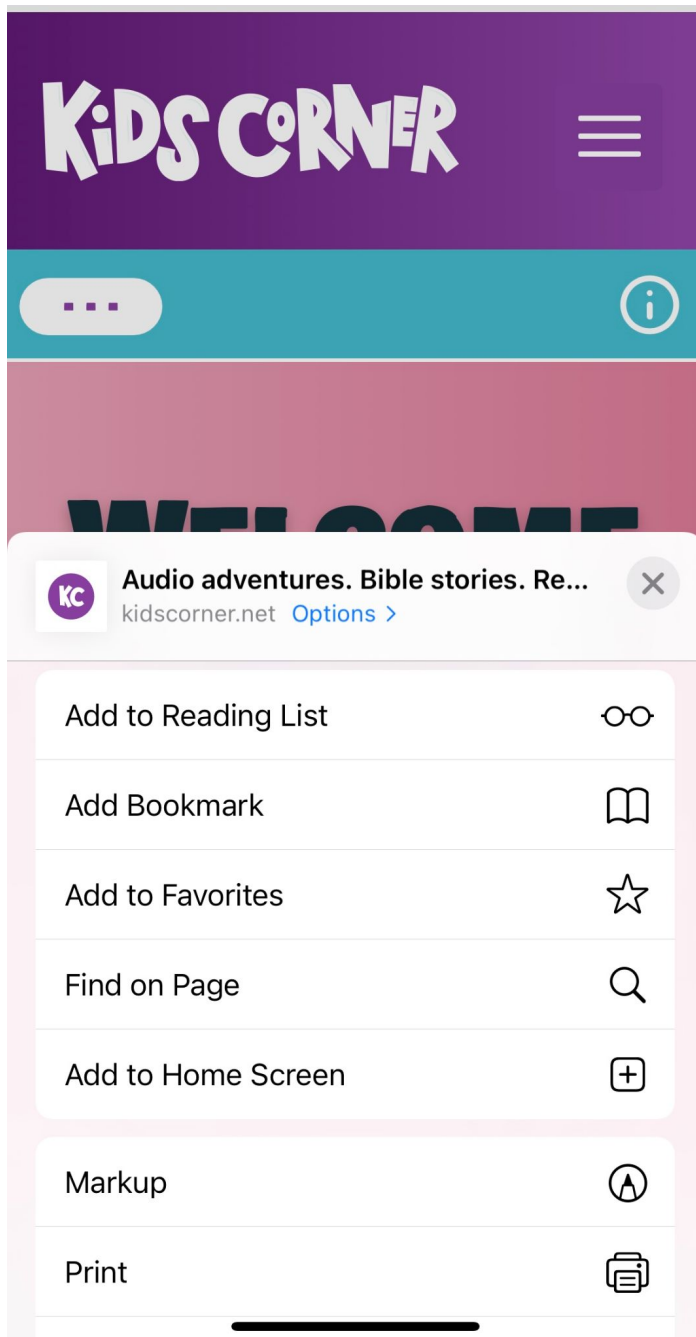 KiDS CORNER
WELCOME
KC
Audio adventures. Bible stories. Re...
kidscorner.net Options >
Add to Reading List
Add Bookmark
Add to Favorites
Find on Page
Add to Home Screen
Markup
Print